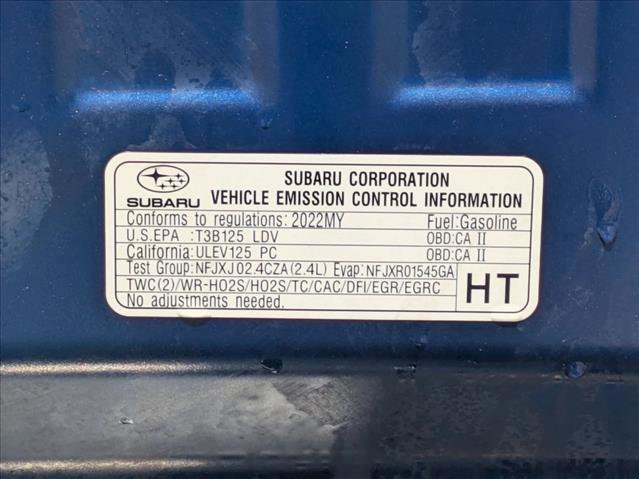 SUBARU
SUBARU CORPORATION
VEHICLE EMISSION CONTROL INFORMATION
Conforms to regulations: 2022MY Fuel:Gasoline
U.S.EPA :T3B125 LDV OBD:CA II
California:ULEV125 PC OBD:CA II
Test Group:NFJXJ02.4CZA(2.4L) Evap:NFJXR01545GA
TWC(2)/WR-HO2S/HO2S/TC/CAC/DFI/EGR/EGRC
No adjustments needed.
HT